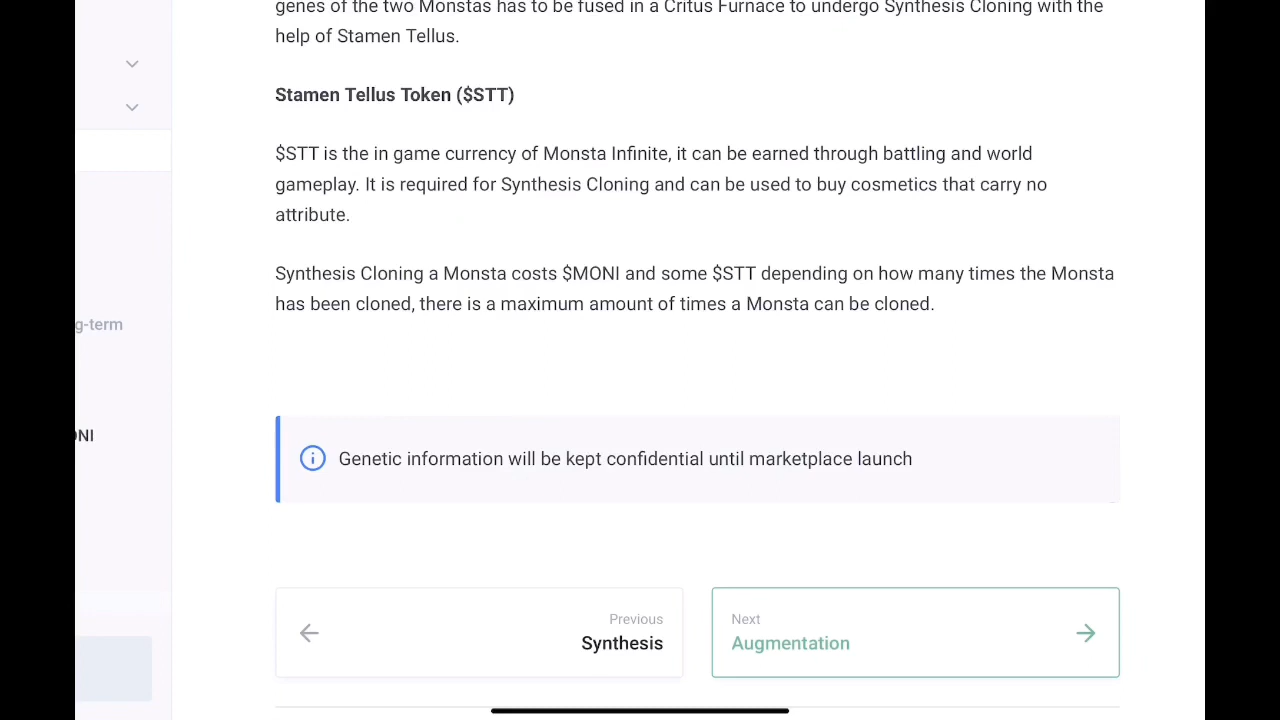 genes of the two Monstas has to be fused in a Critus Furnace to undergo Synthesis Cloning with the
help of Stamen Tellus.
Stamen Tellus Token ($STT)
$STT is the in game currency of Monsta Infinite, it can be earned through battling and world
gameplay. It is required for Synthesis Cloning and can be used to buy cosmetics that carry no
attribute.
Synthesis Cloning a Monsta costs $MONI and some $STT depending on how many times the Monsta
has been cloned, there is a maximum amount of times a Monsta can be cloned.
g-term
ONI
Genetic information will be kept confidential until marketplace launch
Previous
Synthesis
Next
Augmentation